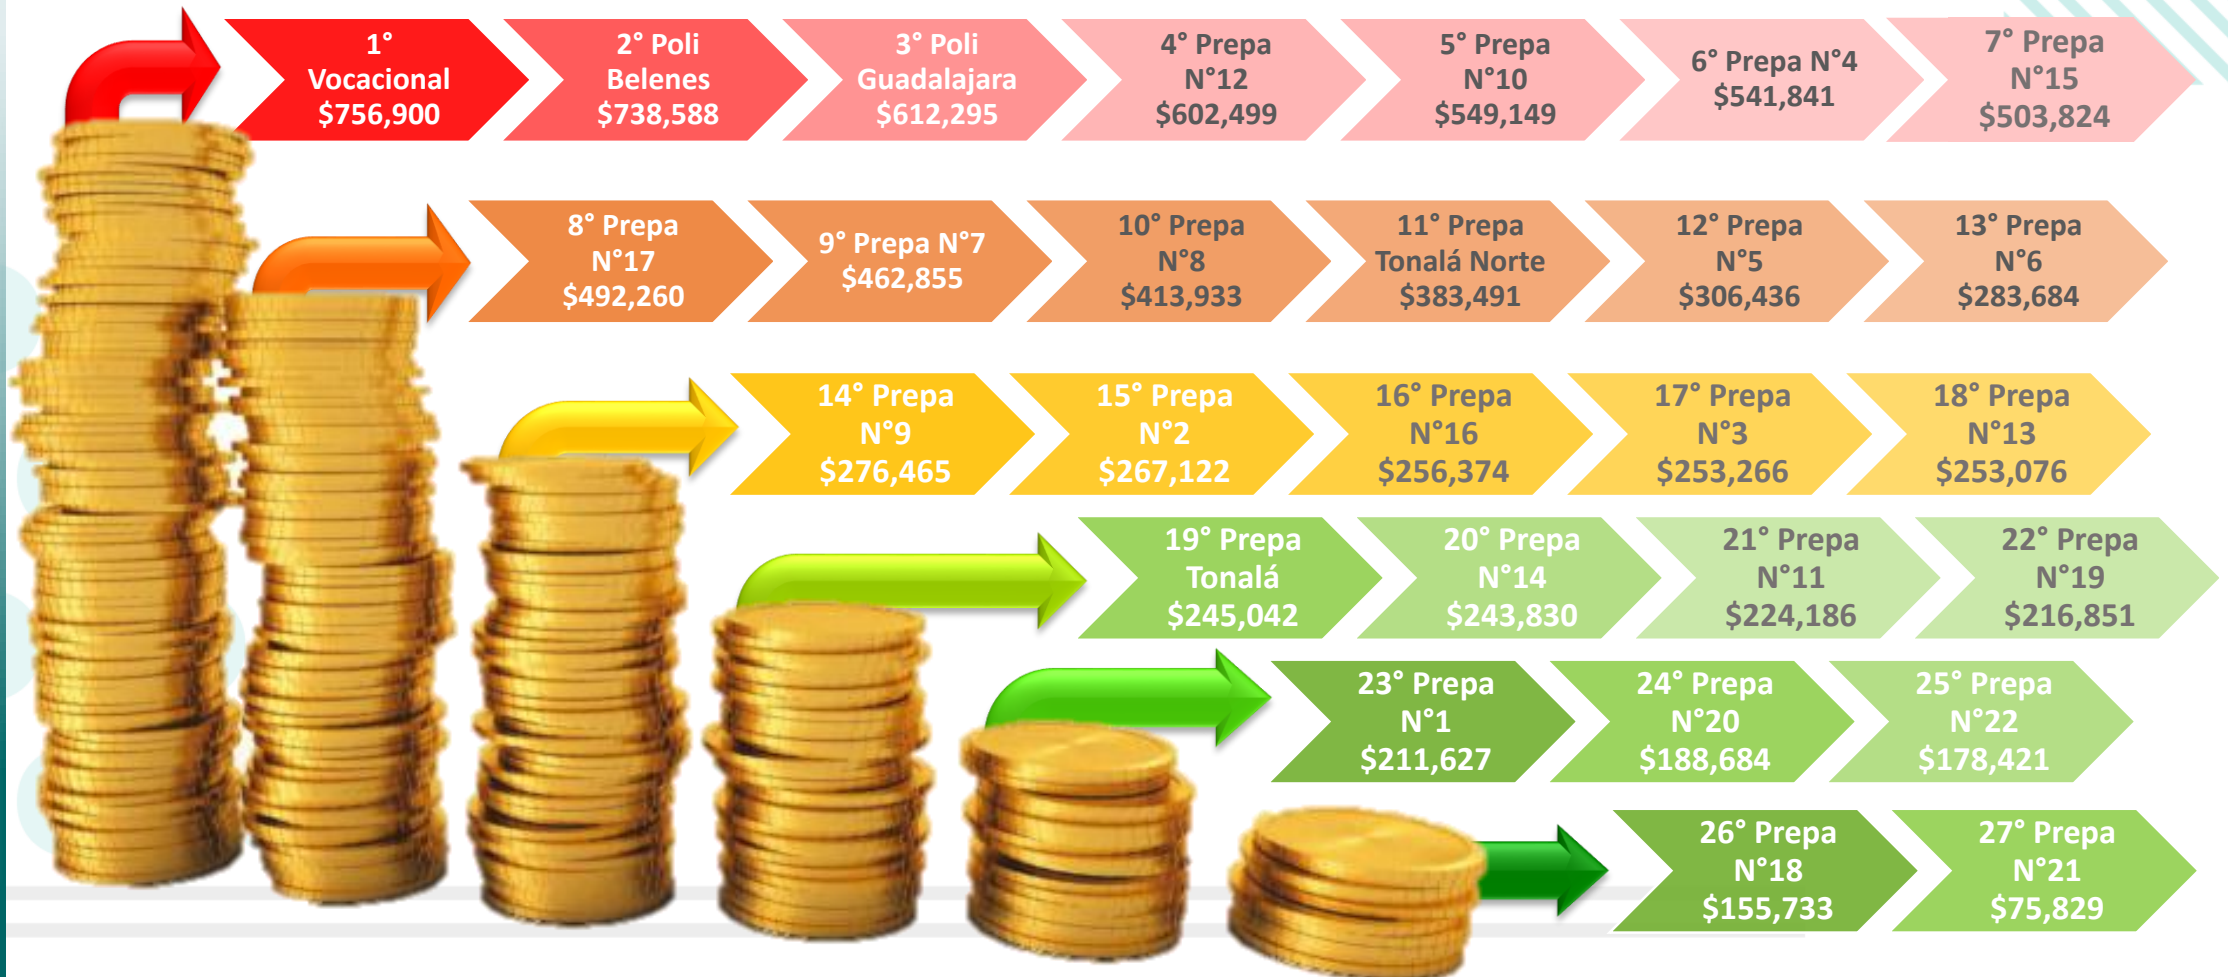 1°
Vocacional
$756,900
2° Poli
Belenes
$738,588
3° Poli
Guadalajara
$612,295
4° Prepa
N°12
$602,499
5° Prepa
N°10
$549,149
6° Prepa N°4
$541,841
7° Prepa
N°15
$503,824
8° Prepa
N°17
$492,260
9° Prepa N°7
$462,855
10° Prepa
N°8
$413,933
11° Prepa
Tonalá Norte
$383,491
12° Prepa
N°5
$306,436
13° Prepa
N°6
$283,684
14° Prepa
N°9
$276,465
15° Prepa
N°2
$267,122
16° Prepa
N°16
$256,374
17° Prepa
N°3
$253,266
18° Prepa
N°13
$253,076
19° Prepa
Tonalá
$245,042
20° Prepa
N°14
$243,830
21° Prepa
N°11
$224,186
22° Prepa
N°19
$216,851
23° Prepa
N°1
$211,627
24° Prepa
N°20
$188,684
25° Prepa
N°22
$178,421
26° Prepa
N°18
$155,733
27° Prepa
N°21
$75,829